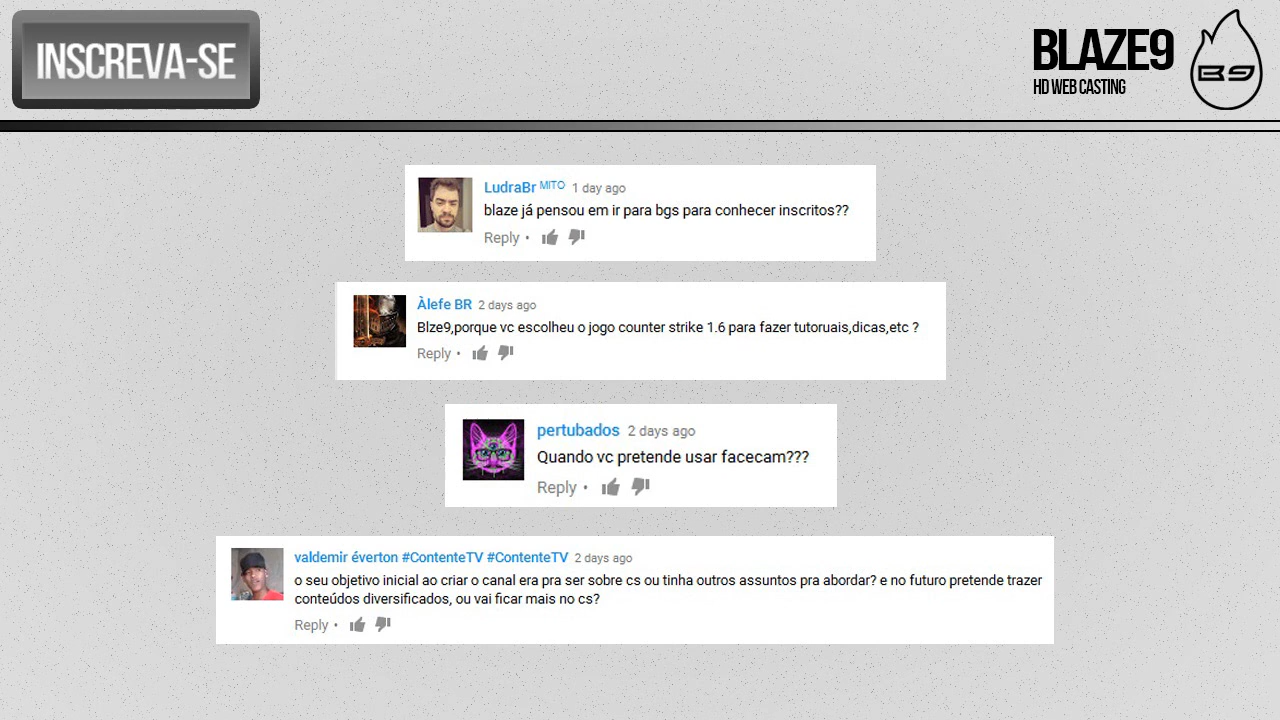 INSCREVA-SE
BLAZE9
HD WEB CASTING
B9
LudraBr MITO 1 day ago
blaze já pensou em ir para bgs para conhecer inscritos??
Reply •
Àlefe BR 2 days ago
Blze9,porque vc escolheu o jogo counter strike 1.6 para fazer tutoruais,dicas,etc ?
Reply •
pertubados 2 days ago
Quando vc pretende usar facecam???
Reply •
valdemir éverton #ContenteTV #ContenteTV 2 days ago
o seu objetivo inicial ao criar o canal era pra ser sobre cs ou tinha outros assuntos pra abordar? e no futuro pretende trazer
conteúdos diversificados, ou vai ficar mais no cs?
Reply •